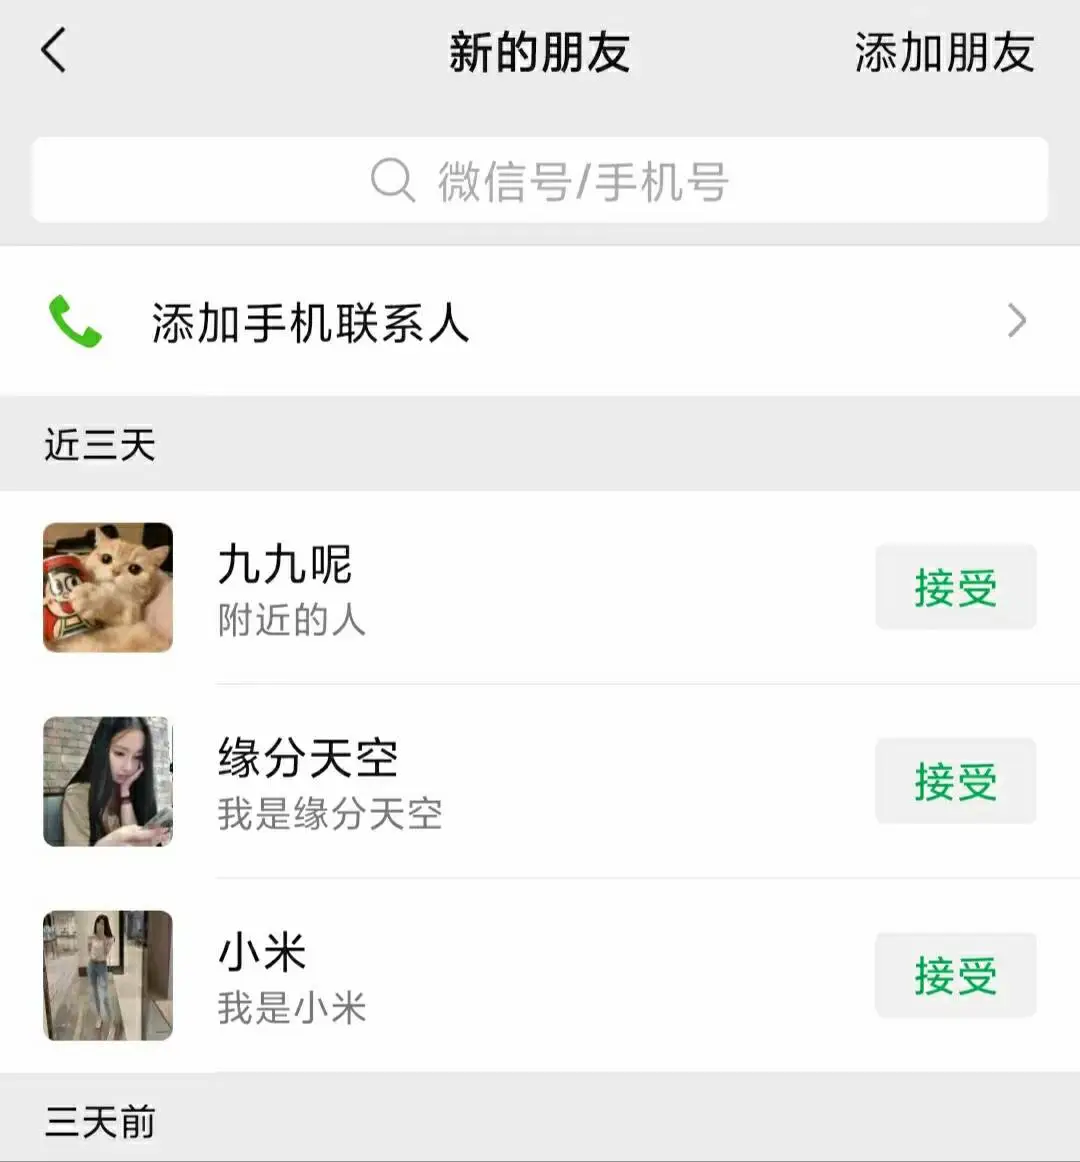 新的朋友
添加朋友
微信号/手机号
添加手机联系人
近三天
九九呢
附近的人
接受
缘分天空
我是缘分天空
接受
小米
我是小米
接受
三天前